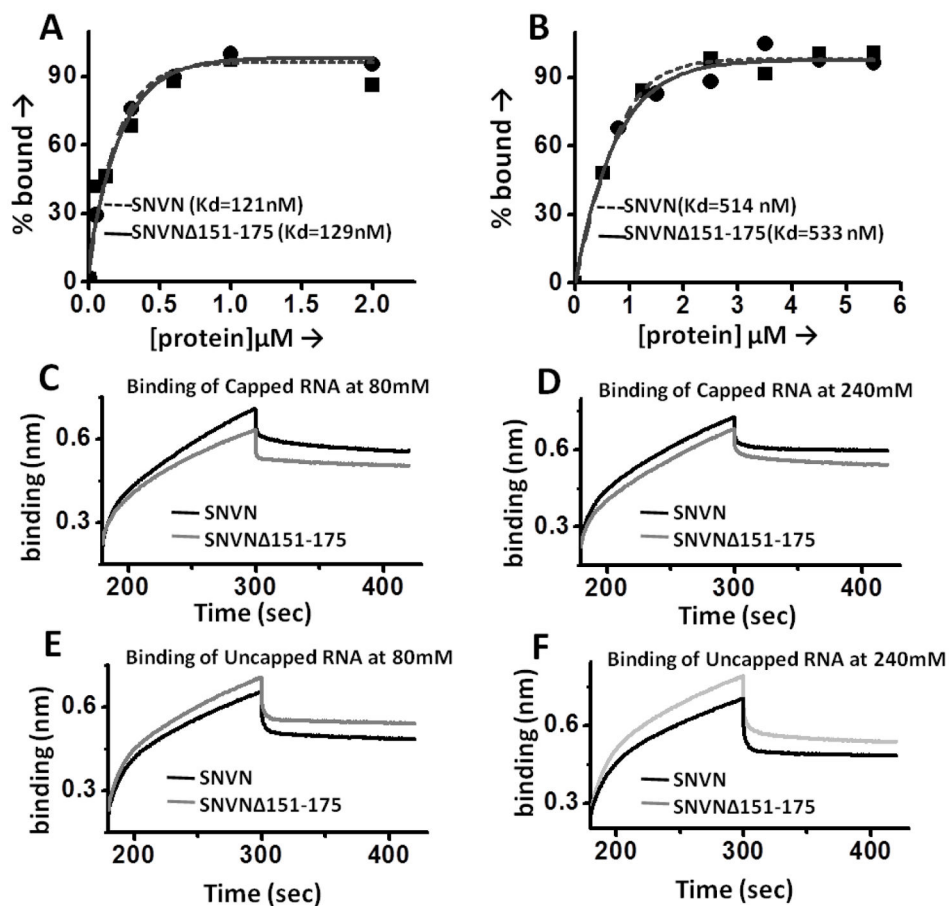 A
% bound →
90
60
30
0
SNVN (Kd=121nM)
SNVNΔ151-175 (Kd=129nM)
0.0 0.5 1.0 1.5 2.0
[protein]µM →
B
% bound →
90
60
30
0
SNVN(Kd=514 nM)
SNVNΔ151-175(Kd=533 nM)
0 1 2 3 4 5 6
[protein]µM →
C
Binding of Capped RNA at 80mM
binding (nm)
0.6
0.3
SNVN
SNVNΔ151-175
200 300 400
Time (sec)
D
Binding of Capped RNA at 240mM
binding (nm)
0.6
0.3
SNVN
SNVNΔ151-175
200 300 400
Time (sec)
E
Binding of Uncapped RNA at 80mM
binding (nm)
0.6
0.3
SNVN
SNVNΔ151-175
200 300 400
Time (sec)
F
Binding of Uncapped RNA at 240mM
binding (nm)
0.6
0.3
SNVN
SNVNΔ151-175
200 300 400
Time (sec)